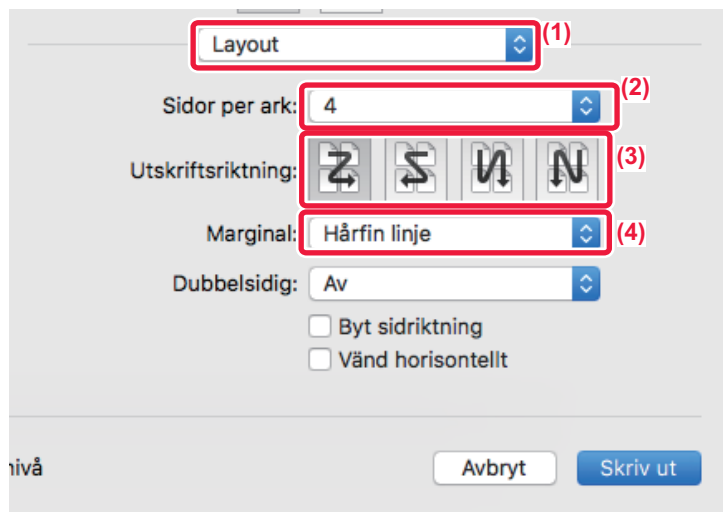 Layout (1)
Sidor per ark: 4 (2)
Utskriftsriktning: (3)
Marginal: Hårfin linje (4)
Dubbelsidig: Av
Byt sidriktning
Vänd horisontellt
nivå Avbryt Skriv ut